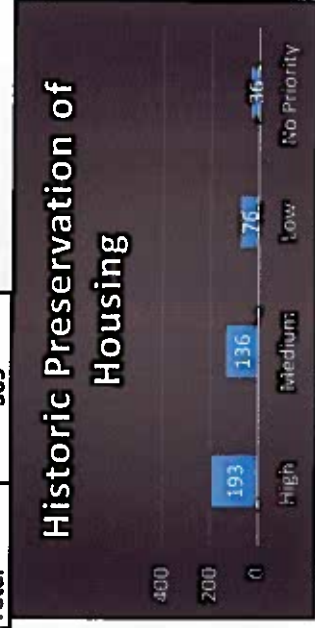 Historic Preservation of
Housing
400
200
0
193
136
76
36
High
Medium
Low
No Priority